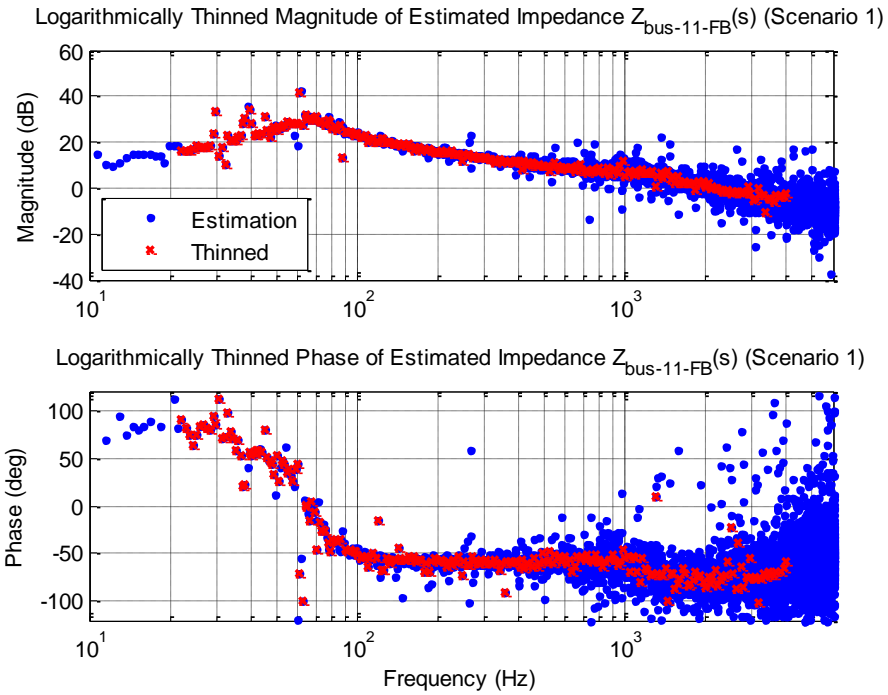 Logarithmically Thinned Magnitude of Estimated Impedance Z_bus-11-FB(s) (Scenario 1)
60
40
20
0
-20
-40
Magnitude (dB)
Estimation
Thinned
10^1
10^2
10^3
Logarithmically Thinned Phase of Estimated Impedance Z_bus-11-FB(s) (Scenario 1)
100
50
0
-50
-100
Phase (deg)
10^1
10^2
10^3
Frequency (Hz)